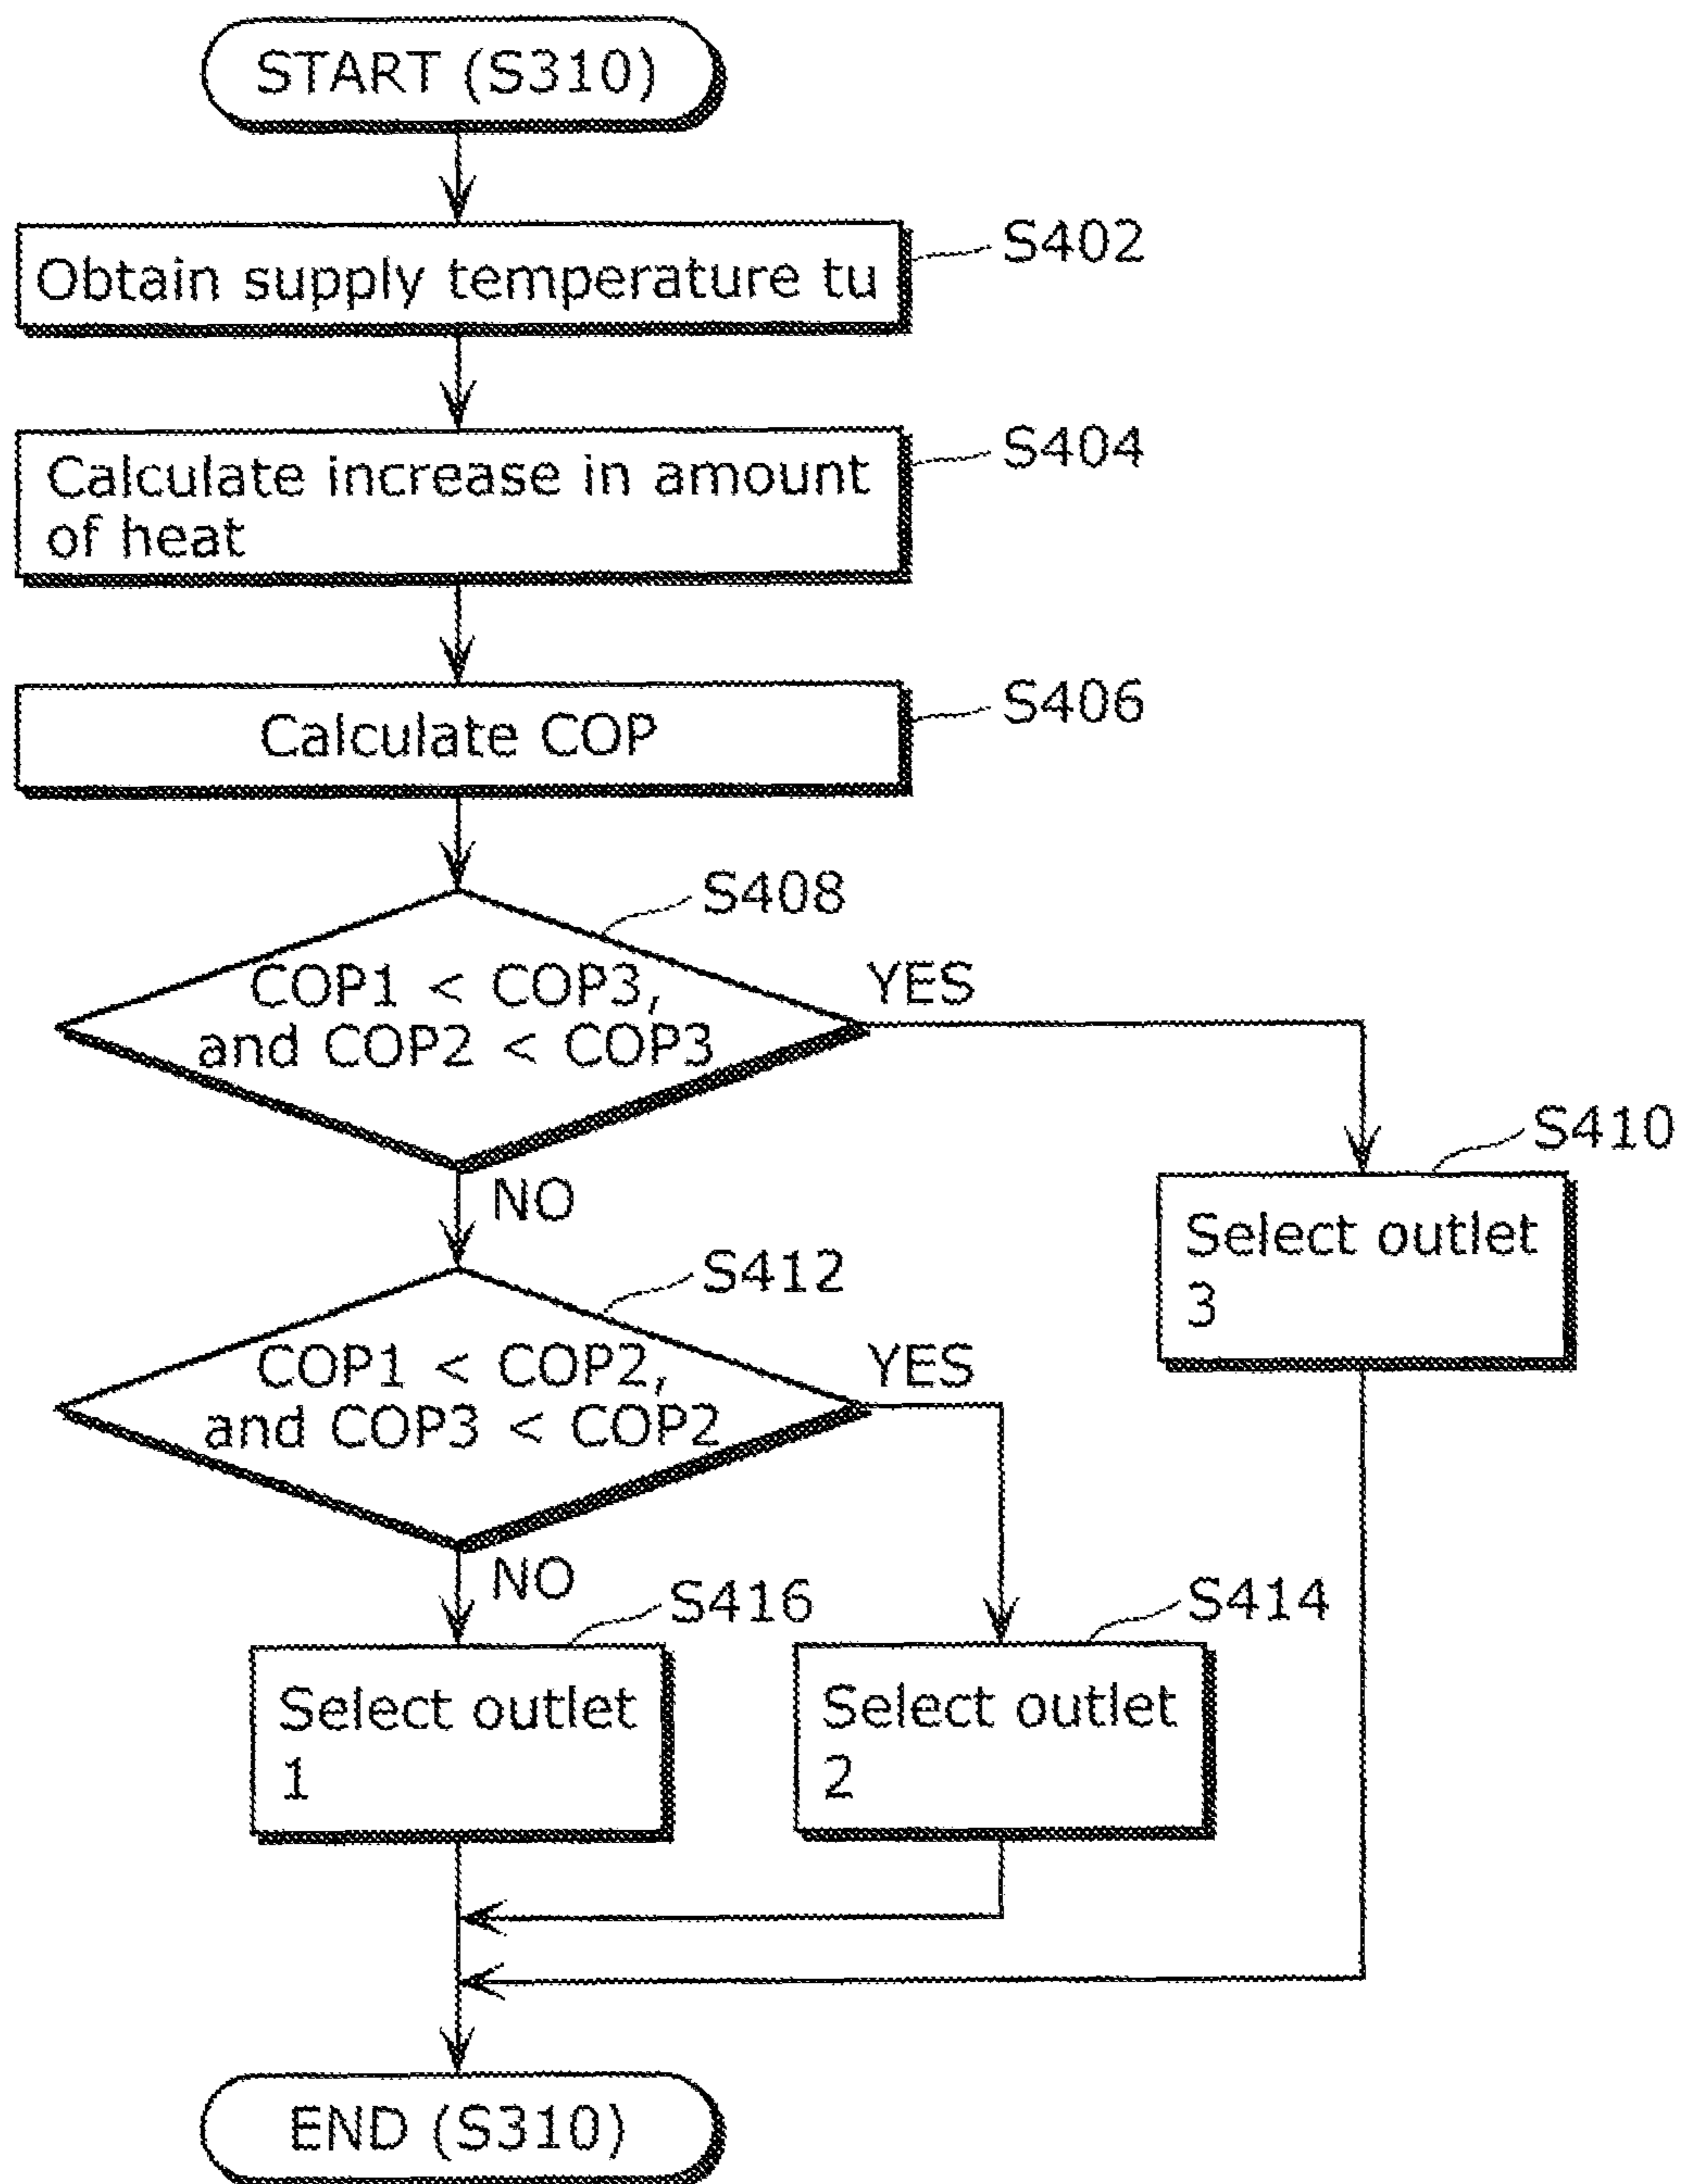 START (S310)
Obtain supply temperature tu
S402
Calculate increase in amount
of heat
S404
Calculate COP
S406
S408
COP1 < COP3,
and COP2 < COP3
YES
NO
S410
Select outlet
3
S412
COP1 < COP2,
and COP3 < COP2
YES
NO
S416
Select outlet
1
S414
Select outlet
2
END (S310)